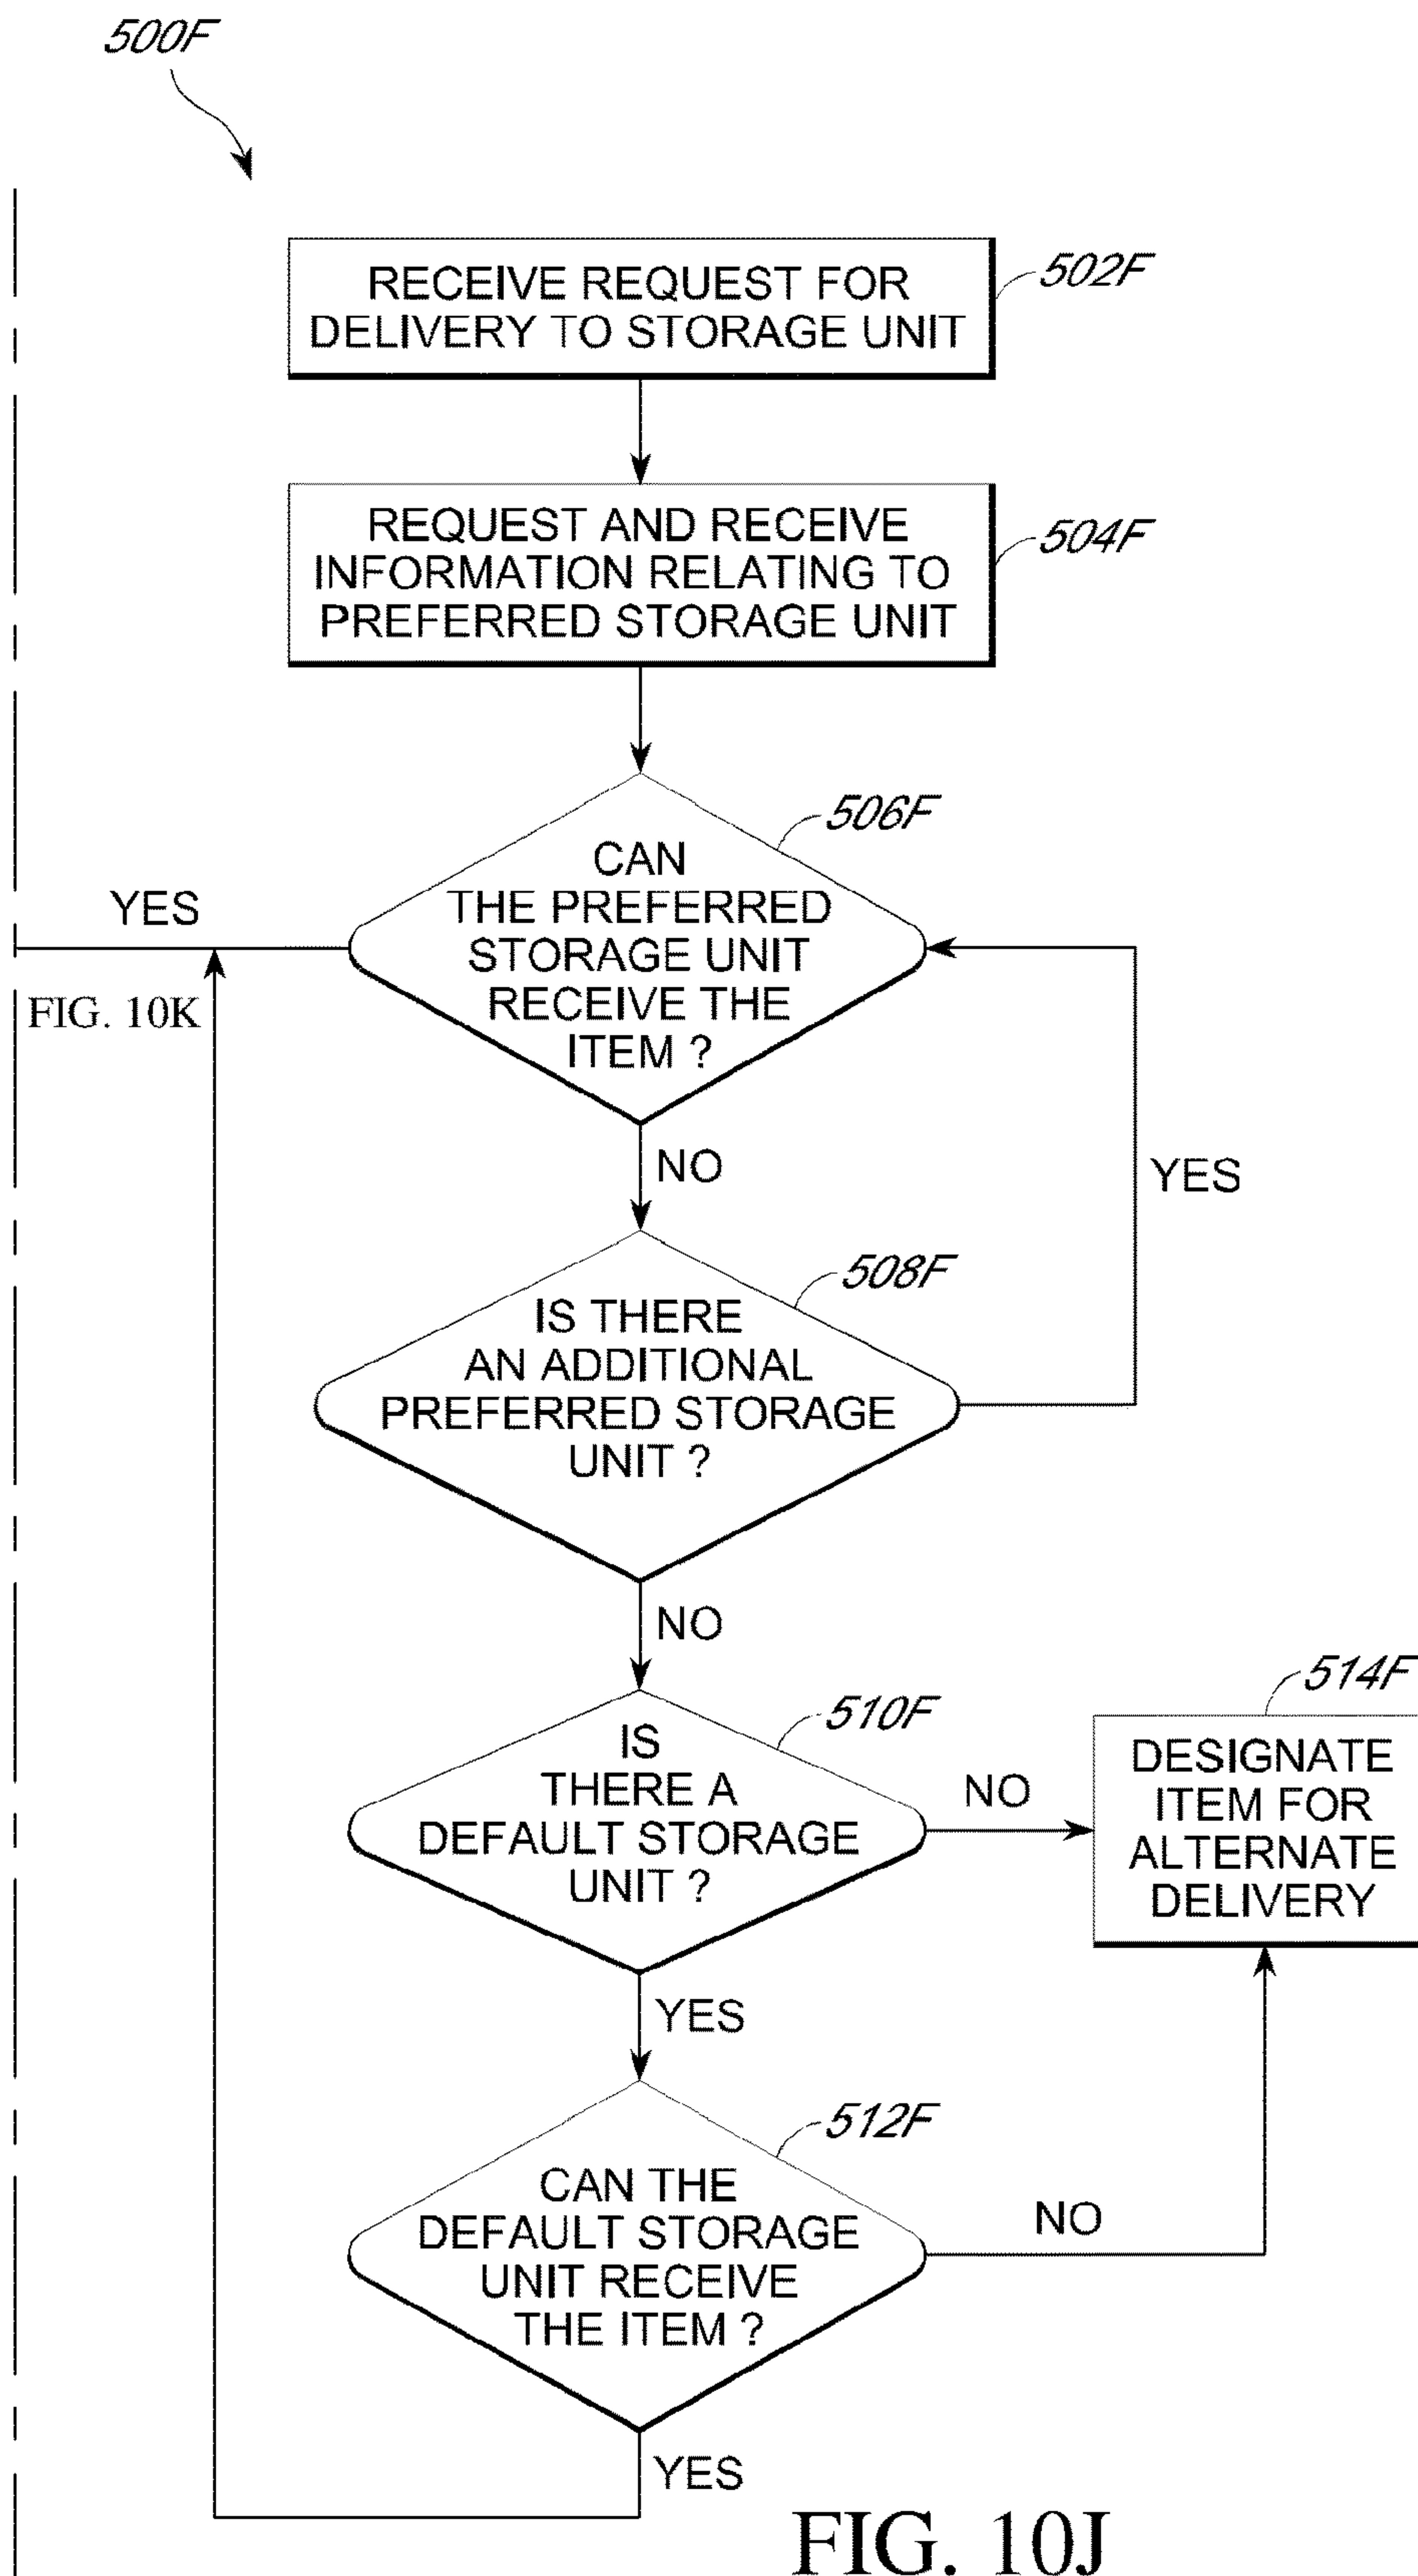 500F
RECEIVE REQUEST FOR
DELIVERY TO STORAGE UNIT
502F
REQUEST AND RECEIVE
INFORMATION RELATING TO
PREFERRED STORAGE UNIT
504F
506F
CAN
THE PREFERRED
STORAGE UNIT
RECEIVE THE
ITEM ?
YES
FIG. 10K
NO
YES
508F
IS THERE
AN ADDITIONAL
PREFERRED STORAGE
UNIT ?
NO
510F
IS
THERE A
DEFAULT STORAGE
UNIT ?
NO
514F
DESIGNATE
ITEM FOR
ALTERNATE
DELIVERY
YES
512F
CAN THE
DEFAULT STORAGE
UNIT RECEIVE
THE ITEM ?
NO
YES
FIG. 10J